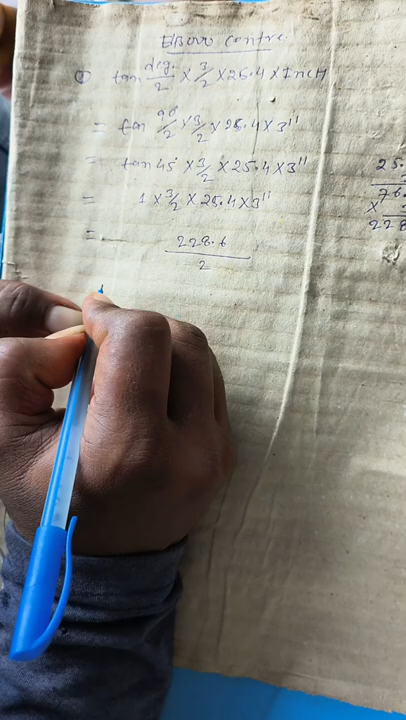 Elbow centre
① tan deg./2 × 3/2 × 25.4 × Inch
= tan 90/2 × 3/2 × 25.4 × 3"
= tan 45° × 3/2 × 25.4 × 3"
= 1 × 3/2 × 25.4 × 3"
= 228.6/2
25.
76.
×
228